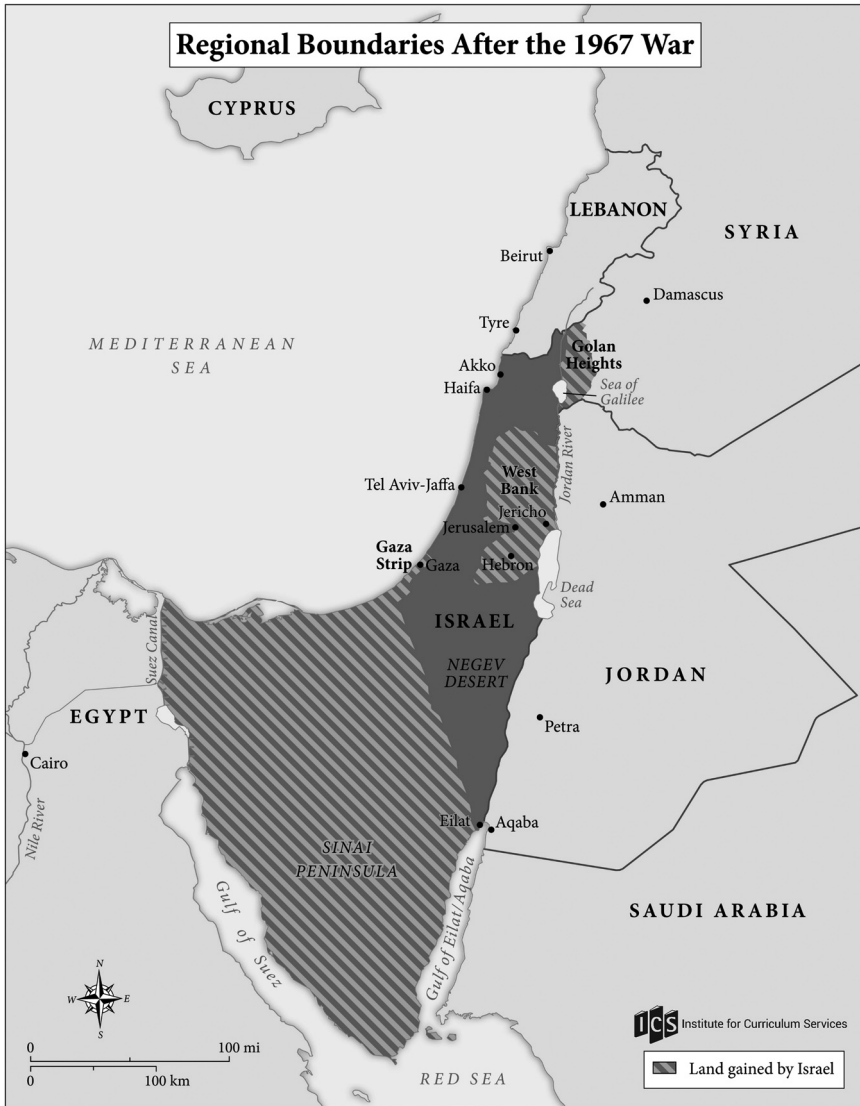 Regional Boundaries After the 1967 War
CYPRUS
LEBANON
SYRIA
Beirut
Damascus
MEDITERRANEAN
SEA
Tyre
Golan
Heights
Akko
Haifa
Sea of
Galilee
Jordan River
West
Bank
Tel Aviv-Jaffa
Amman
Jericho
Jerusalem
Gaza
Strip
Gaza
Hebron
Dead
Sea
ISRAEL
Suez Canal
NEGEV
DESERT
JORDAN
EGYPT
Petra
Cairo
Nile River
Eilat
Aqaba
SINAI
PENINSULA
Gulf of Suez
Gulf of Eilat/Aqaba
SAUDI ARABIA
N
W
E
S
ICS Institute for Curriculum Services
0
100 mi
0
100 km
Land gained by Israel
RED SEA